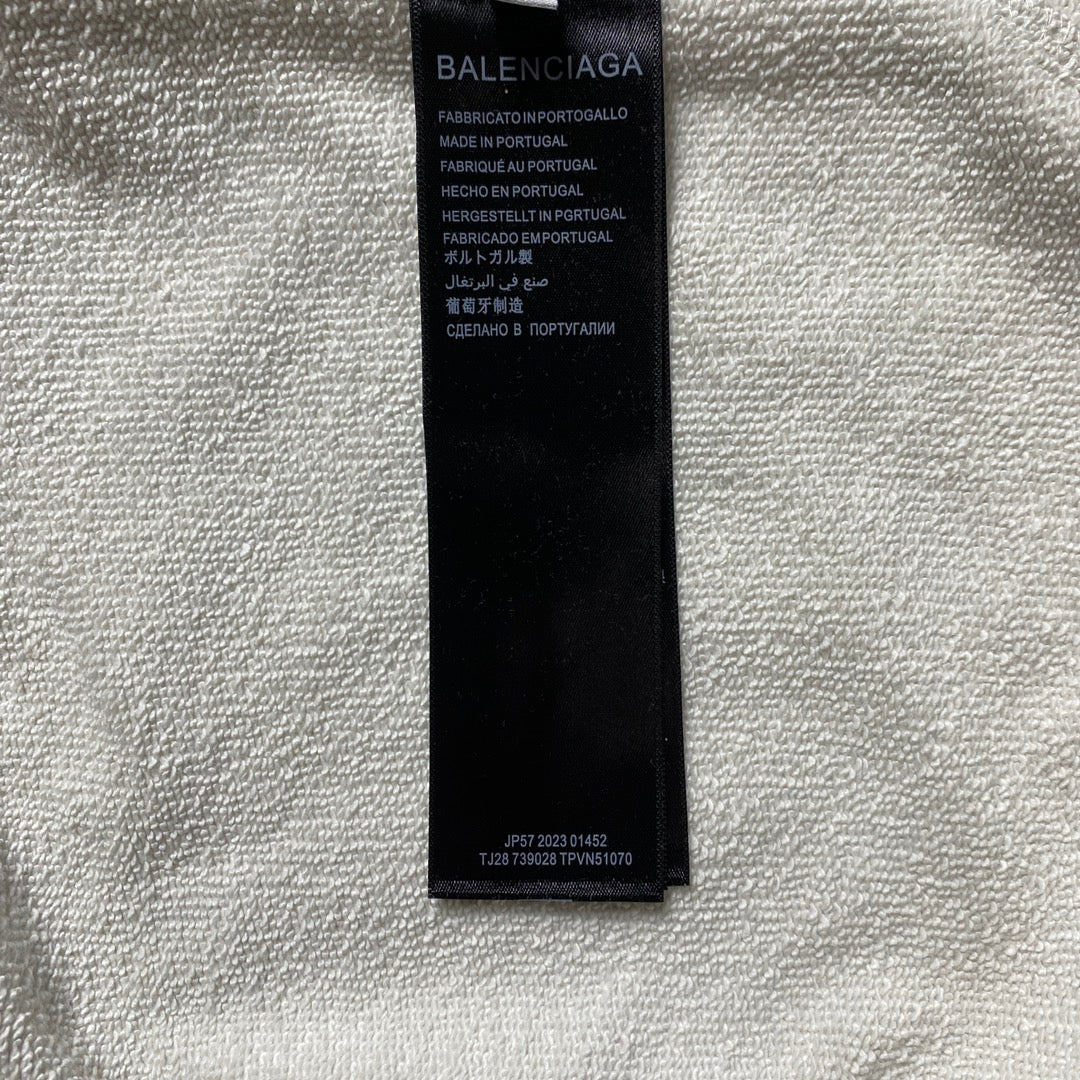 BALENCIAGA
FABBRICATO IN PORTOGALLO
MADE IN PORTUGAL
FABRIQUÉ AU PORTUGAL
HECHO EN PORTUGAL
HERGESTELLT IN PGRTUGAL
FABRICADO EM PORTUGAL
ボルトガル製
صنع في البرتغال
葡萄牙制造
СДЕЛАНО В ПОРТУГАЛИИ
JP57 2023 01452
TJ28 739028 TPVN51070